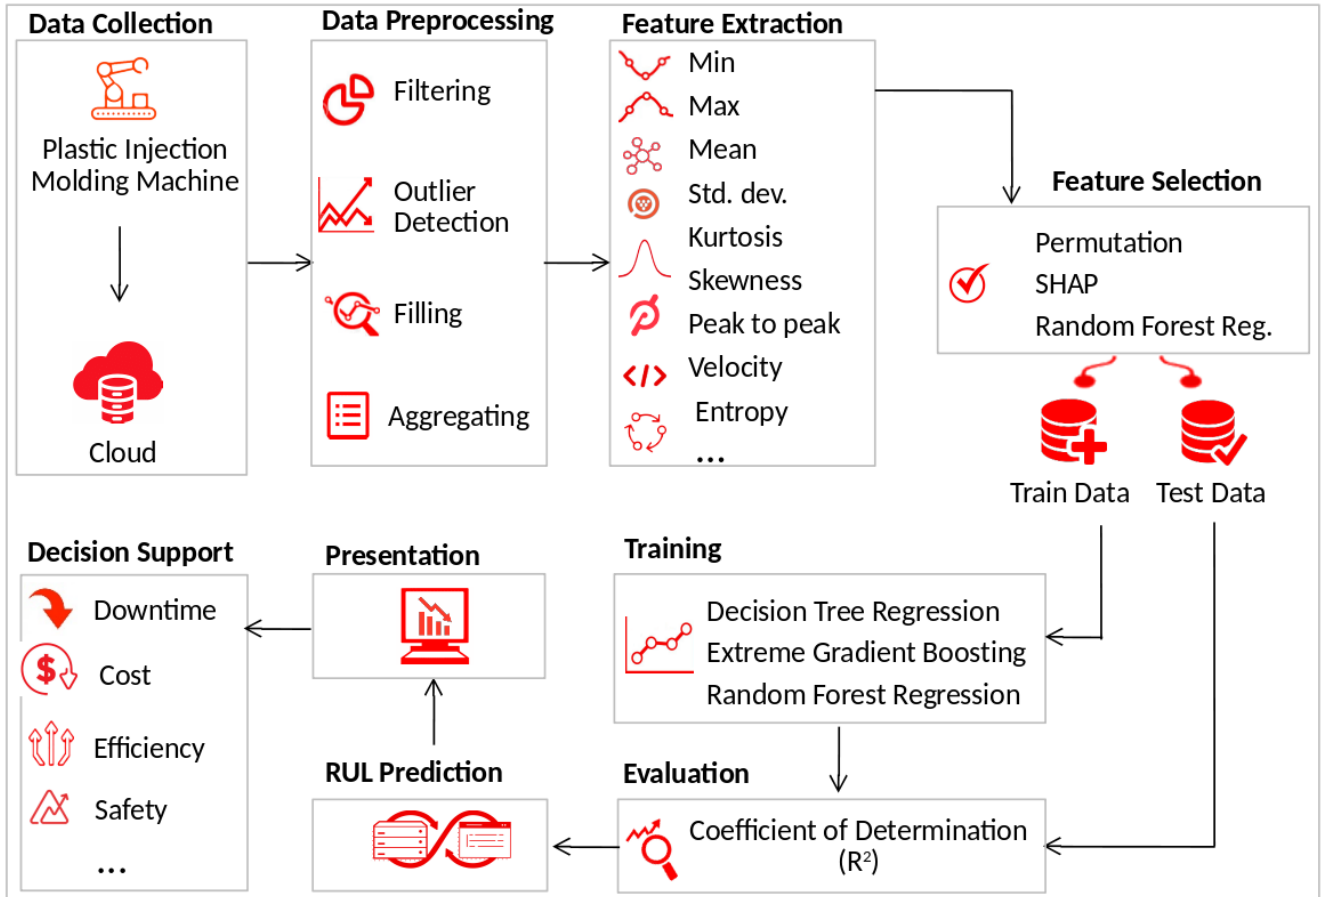 Data Collection
Plastic Injection
Molding Machine
Cloud
Data Preprocessing
Filtering
Outlier
Detection
Filling
Aggregating
Feature Extraction
Min
Max
Mean
Std. dev.
Kurtosis
Skewness
Peak to peak
Velocity
Entropy
...
Feature Selection
Permutation
SHAP
Random Forest Reg.
Train Data
Test Data
Training
Decision Tree Regression
Extreme Gradient Boosting
Random Forest Regression
Evaluation
Coefficient of Determination
(R²)
RUL Prediction
Presentation
Decision Support
Downtime
$
Cost
Efficiency
Safety
...